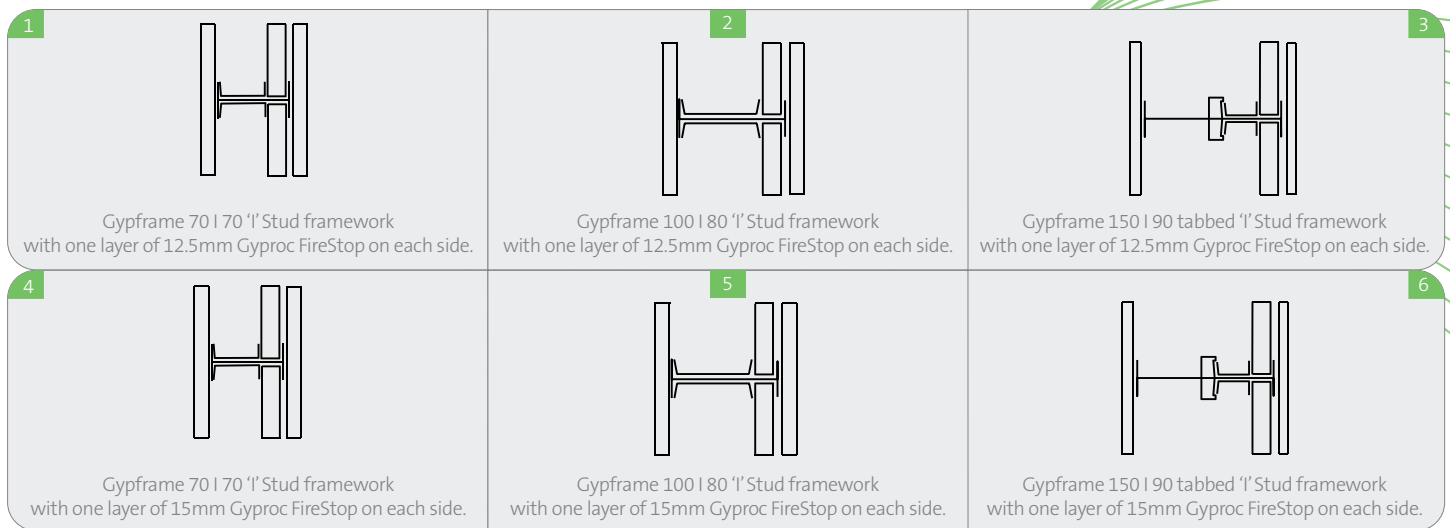 1
Gypframe 70 I 70 ‘I’ Stud framework
with one layer of 12.5mm Gyproc FireStop on each side.
2
Gypframe 100 I 80 ‘I’ Stud framework
with one layer of 12.5mm Gyproc FireStop on each side.
3
Gypframe 150 I 90 tabbed ‘I’ Stud framework
with one layer of 12.5mm Gyproc FireStop on each side.
4
Gypframe 70 I 70 ‘I’ Stud framework
with one layer of 15mm Gyproc FireStop on each side.
5
Gypframe 100 I 80 ‘I’ Stud framework
with one layer of 15mm Gyproc FireStop on each side.
6
Gypframe 150 I 90 tabbed ‘I’ Stud framework
with one layer of 15mm Gyproc FireStop on each side.